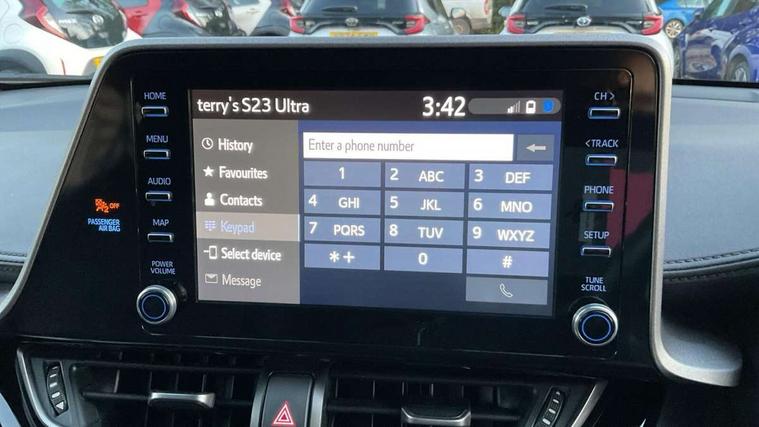 HOME
MENU
AUDIO
MAP
POWER
VOLUME
2 OFF
PASSENGER
AIR BAG
terry's S23 Ultra
3:42
History
Favourites
Contacts
Keypad
Select device
Message
Enter a phone number
1
2 ABC
3 DEF
4 GHI
5 JKL
6 MNO
7 PQRS
8 TUV
9 WXYZ
*+
0
#
CH >
< TRACK
PHONE
SETUP
TUNE
SCROLL